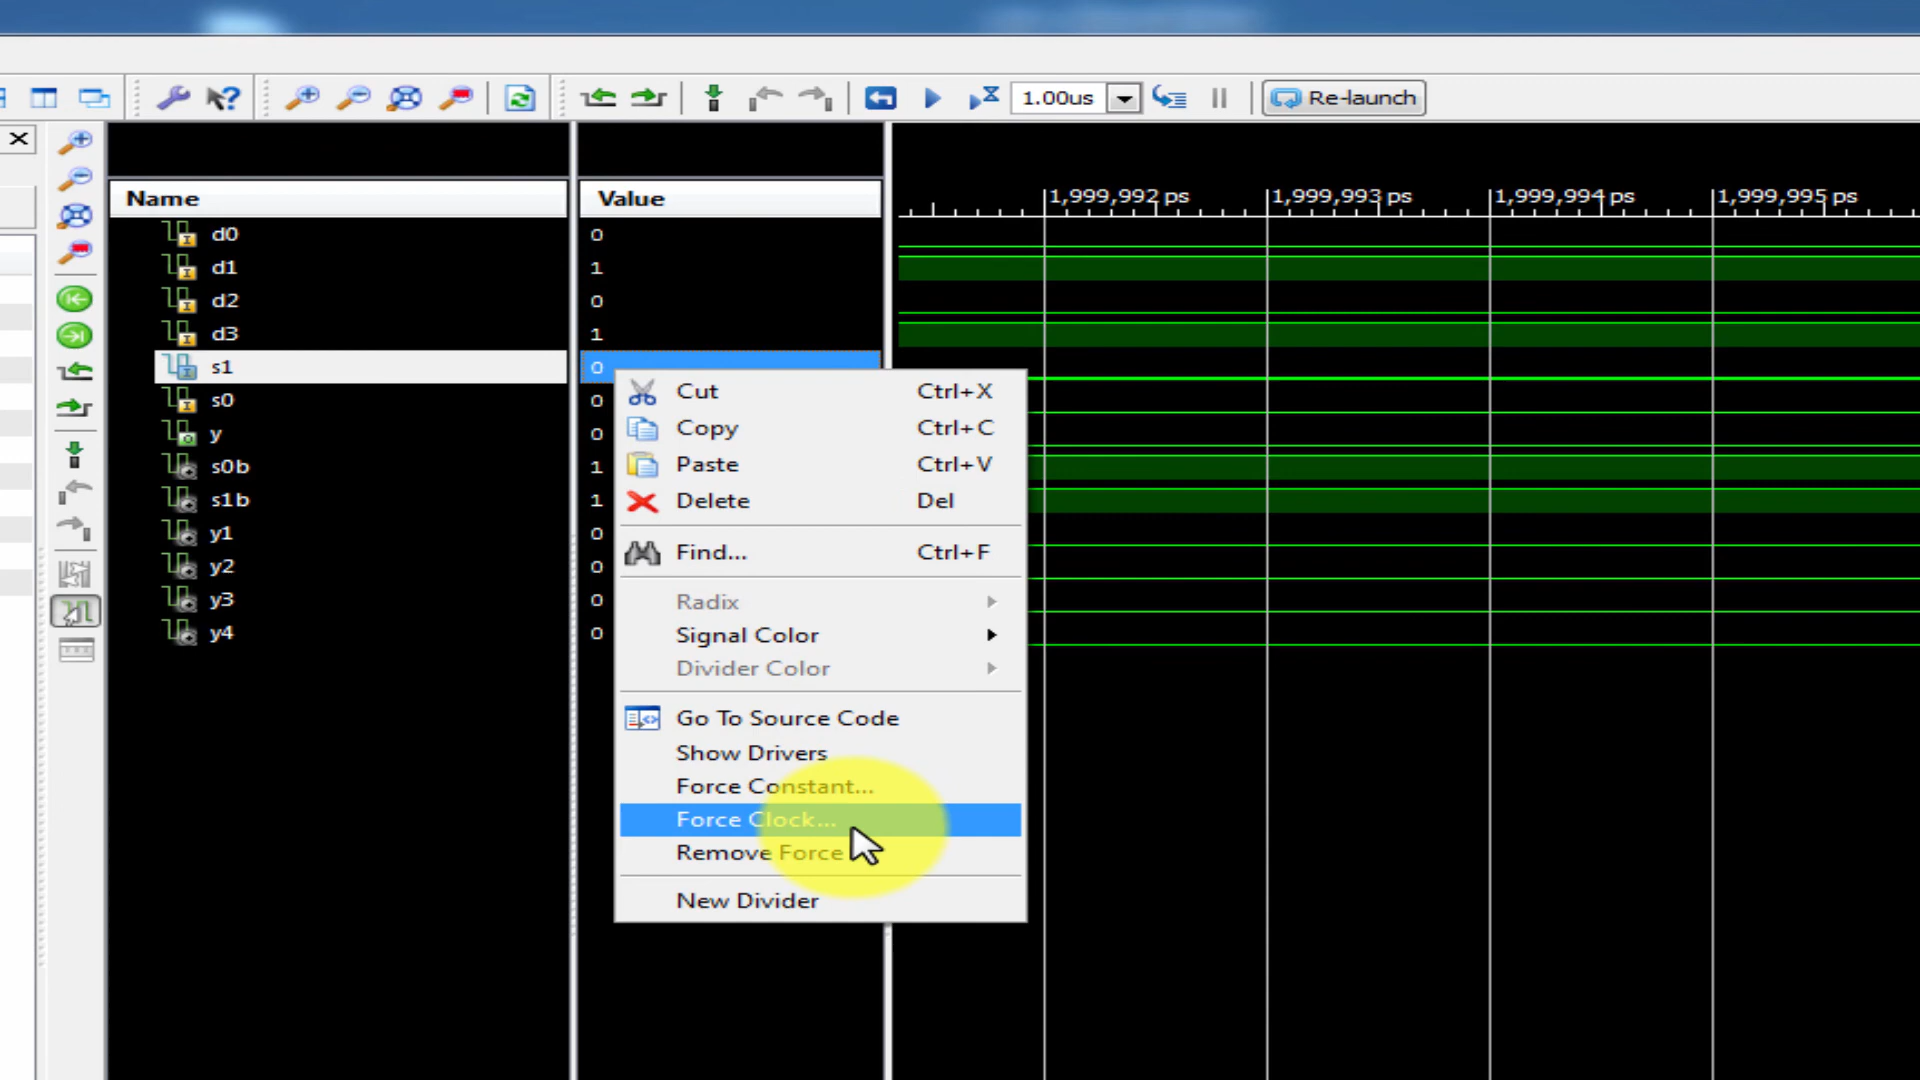 1.00us
Re-launch
Name
Value
1,999,992 ps
1,999,993 ps
1,999,994 ps
1,999,995 ps
d0
0
d1
1
d2
0
d3
1
s1
0
s0
0
y
0
s0b
1
s1b
1
y1
0
y2
0
y3
0
y4
0
Cut Ctrl+X
Copy Ctrl+C
Paste Ctrl+V
Delete Del
Find... Ctrl+F
Radix
Signal Color
Divider Color
Go To Source Code
Show Drivers
Force Constant...
Force Clock...
Remove Force
New Divider